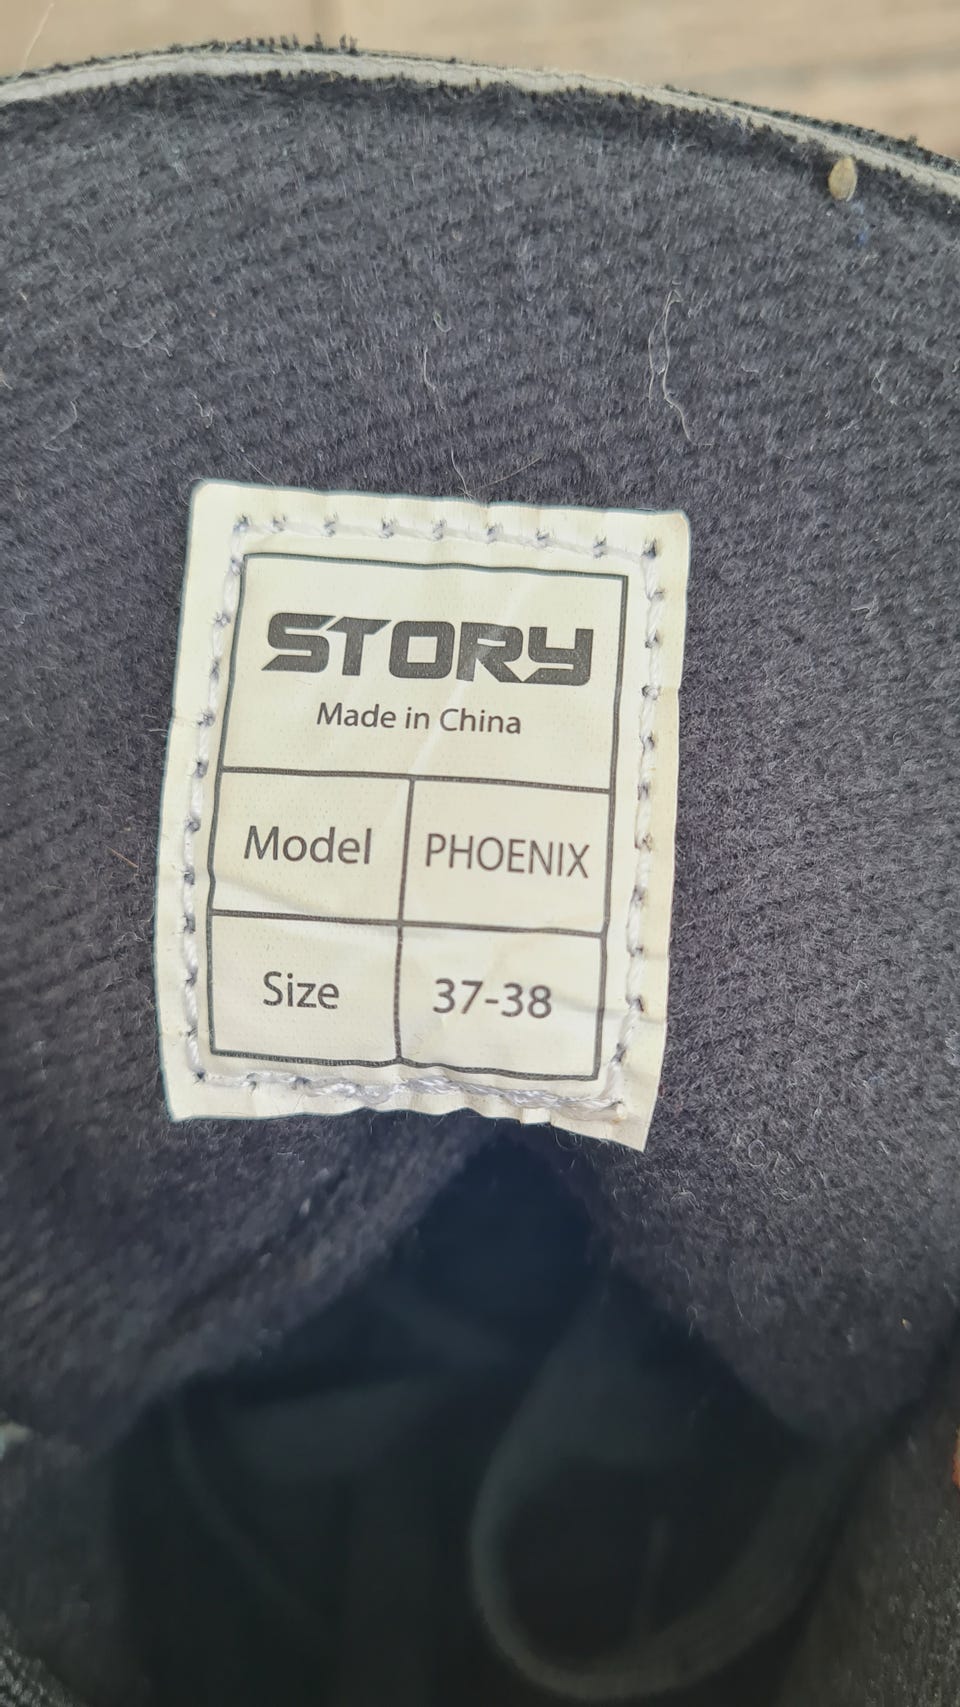 STORY
Made in China
Model PHOENIX
Size 37-38